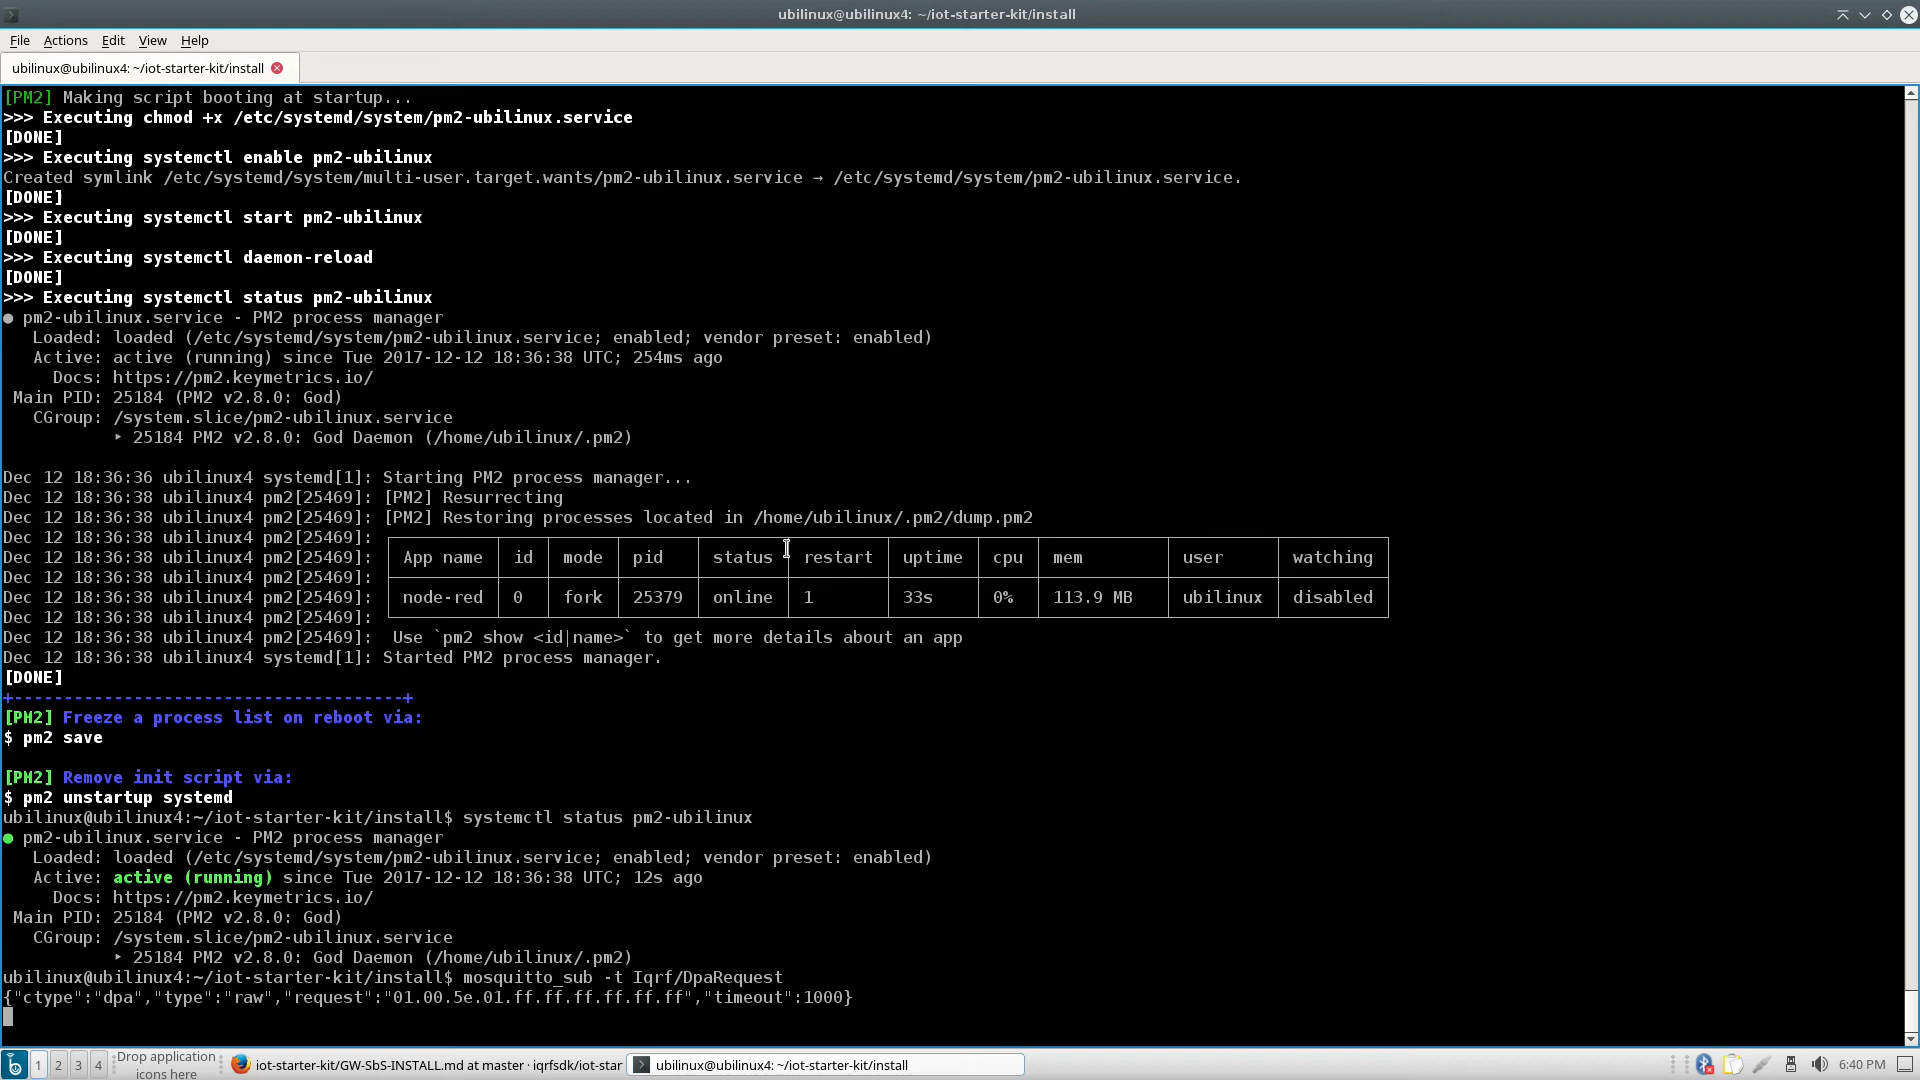 ubilinux@ubilinux4: ~/iot-starter-kit/install
File Actions Edit View Help
ubilinux@ubilinux4: ~/iot-starter-kit/install
[PM2] Making script booting at startup...
>>> Executing chmod +x /etc/systemd/system/pm2-ubilinux.service
[DONE]
>>> Executing systemctl enable pm2-ubilinux
Created symlink /etc/systemd/system/multi-user.target.wants/pm2-ubilinux.service → /etc/systemd/system/pm2-ubilinux.service.
[DONE]
>>> Executing systemctl start pm2-ubilinux
[DONE]
>>> Executing systemctl daemon-reload
[DONE]
>>> Executing systemctl status pm2-ubilinux
● pm2-ubilinux.service - PM2 process manager
   Loaded: loaded (/etc/systemd/system/pm2-ubilinux.service; enabled; vendor preset: enabled)
   Active: active (running) since Tue 2017-12-12 18:36:38 UTC; 254ms ago
     Docs: https://pm2.keymetrics.io/
 Main PID: 25184 (PM2 v2.8.0: God)
   CGroup: /system.slice/pm2-ubilinux.service
           ‣ 25184 PM2 v2.8.0: God Daemon (/home/ubilinux/.pm2)
Dec 12 18:36:36 ubilinux4 systemd[1]: Starting PM2 process manager...
Dec 12 18:36:38 ubilinux4 pm2[25469]: [PM2] Resurrecting
Dec 12 18:36:38 ubilinux4 pm2[25469]: [PM2] Restoring processes located in /home/ubilinux/.pm2/dump.pm2
Dec 12 18:36:38 ubilinux4 pm2[25469]:
Dec 12 18:36:38 ubilinux4 pm2[25469]: App name id mode pid status restart uptime cpu mem user watching
Dec 12 18:36:38 ubilinux4 pm2[25469]:
Dec 12 18:36:38 ubilinux4 pm2[25469]: node-red 0 fork 25379 online 1 33s 0% 113.9 MB ubilinux disabled
Dec 12 18:36:38 ubilinux4 pm2[25469]:
Dec 12 18:36:38 ubilinux4 pm2[25469]:  Use `pm2 show <id|name>` to get more details about an app
Dec 12 18:36:38 ubilinux4 systemd[1]: Started PM2 process manager.
[DONE]
+---------------------------------------+
[PM2] Freeze a process list on reboot via:
$ pm2 save
[PM2] Remove init script via:
$ pm2 unstartup systemd
ubilinux@ubilinux4:~/iot-starter-kit/install$ systemctl status pm2-ubilinux
● pm2-ubilinux.service - PM2 process manager
   Loaded: loaded (/etc/systemd/system/pm2-ubilinux.service; enabled; vendor preset: enabled)
   Active: active (running) since Tue 2017-12-12 18:36:38 UTC; 12s ago
     Docs: https://pm2.keymetrics.io/
 Main PID: 25184 (PM2 v2.8.0: God)
   CGroup: /system.slice/pm2-ubilinux.service
           ‣ 25184 PM2 v2.8.0: God Daemon (/home/ubilinux/.pm2)
ubilinux@ubilinux4:~/iot-starter-kit/install$ mosquitto_sub -t Iqrf/DpaRequest
{"ctype":"dpa","type":"raw","request":"01.00.5e.01.ff.ff.ff.ff.ff.ff","timeout":1000}
1 2 3 4 Drop application icons here iot-starter-kit/GW-SbS-INSTALL.md at master · iqrfsdk/iot-star ubilinux@ubilinux4: ~/iot-starter-kit/install 6:40 PM